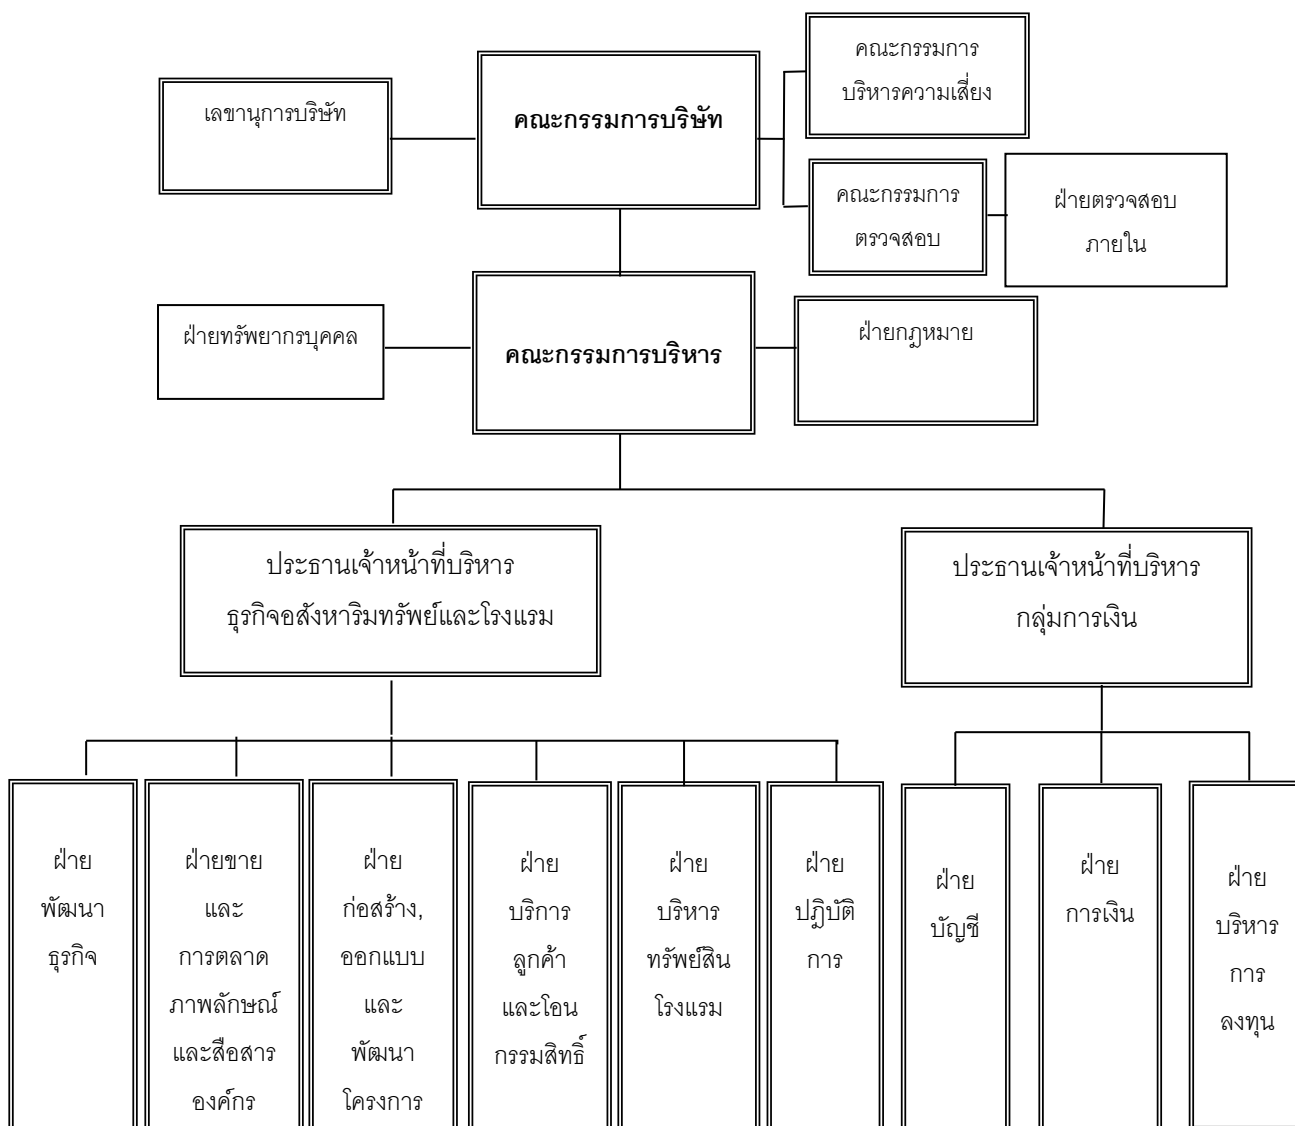 คณะกรรมการ
บริหารความเสี่ยง
เลขานุการบริษัท
คณะกรรมการบริษัท
คณะกรรมการ
ตรวจสอบ
ฝ่ายตรวจสอบ
ภายใน
ฝ่ายทรัพยากรบุคคล
คณะกรรมการบริหาร
ฝ่ายกฎหมาย
ประธานเจ้าหน้าที่บริหาร
ธุรกิจอสังหาริมทรัพย์และโรงแรม
ประธานเจ้าหน้าที่บริหาร
กลุ่มการเงิน
ฝ่าย
พัฒนา
ธุรกิจ
ฝ่ายขาย
และ
การตลาด
ภาพลักษณ์
และสื่อสาร
องค์กร
ฝ่าย
ก่อสร้าง,
ออกแบบ
และ
พัฒนา
โครงการ
ฝ่าย
บริการ
ลูกค้า
และโอน
กรรมสิทธิ์
ฝ่าย
บริหาร
ทรัพย์สิน
โรงแรม
ฝ่าย
ปฎิบัติ
การ
ฝ่าย
บัญชี
ฝ่าย
การเงิน
ฝ่าย
บริหาร
การ
ลงทุน